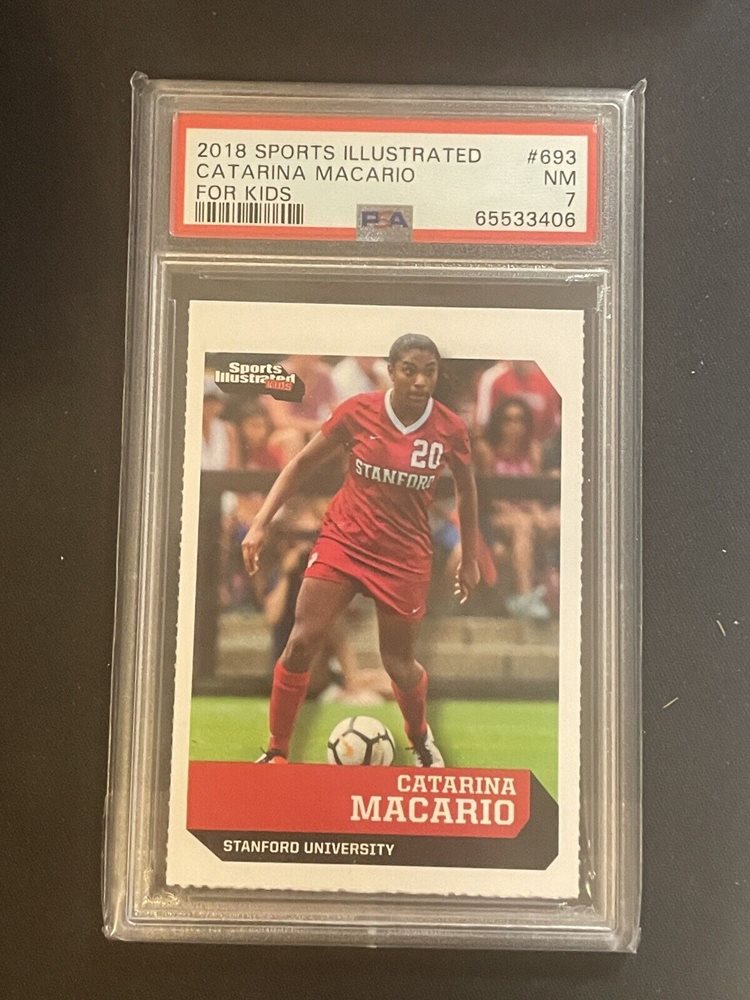 2018 SPORTS ILLUSTRATED #693
CATARINA MACARIO NM
FOR KIDS 7
PSA 65533406
Sports
Illustrated
KIDS
20
STANFORD
CATARINA
MACARIO
STANFORD UNIVERSITY